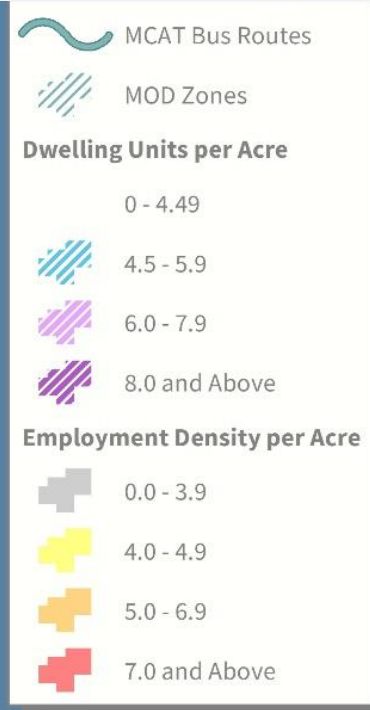 MCAT Bus Routes
MOD Zones
Dwelling Units per Acre
0 - 4.49
4.5 - 5.9
6.0 - 7.9
8.0 and Above
Employment Density per Acre
0.0 - 3.9
4.0 - 4.9
5.0 - 6.9
7.0 and Above